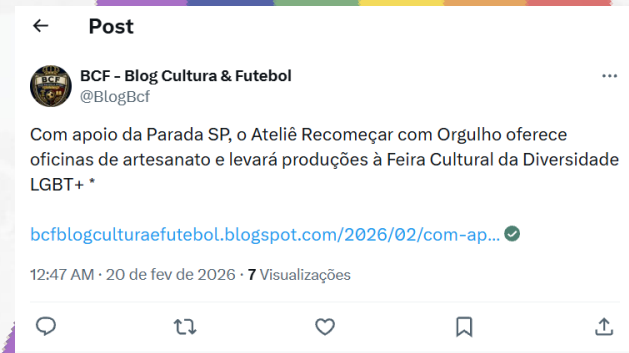 Post
BCF - Blog Cultura & Futebol
@BlogBcf
Com apoio da Parada SP, o Ateliê Recomeçar com Orgulho oferece
oficinas de artesanato e levará produções à Feira Cultural da Diversidade
LGBT+ *
bcfblogculturaefutebol.blogspot.com/2026/02/com-ap...
12:47 AM · 20 de fev de 2026 · 7 Visualizações